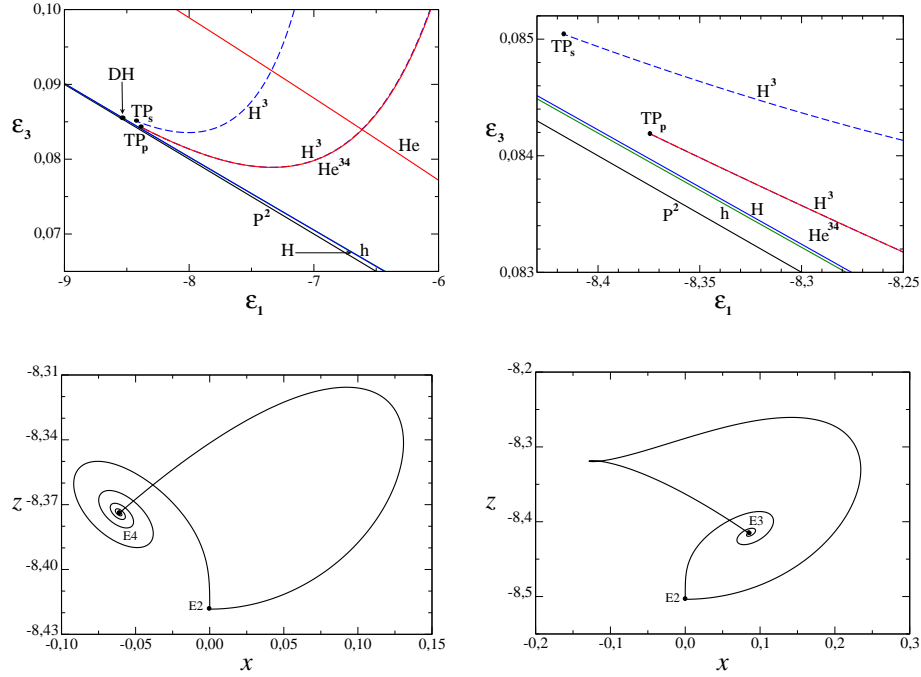 0,10
0,09
0,08
0,07
ε3
DH
TPs
TPp
H3
H3
He34
He
P2
H
h
-9
-8
-7
-6
ε1
0,085
0,084
0,083
ε3
TPs
H3
TPp
H3
P2
h
H
He34
-8,4
-8,35
-8,3
-8,25
ε1
-8,31
-8,34
-8,37
-8,40
-8,43
z
E4
E2
-0,10
-0,05
0,00
0,05
0,10
0,15
x
-8,2
-8,3
-8,4
-8,5
z
E3
E2
-0,2
-0,1
0,0
0,1
0,2
0,3
x